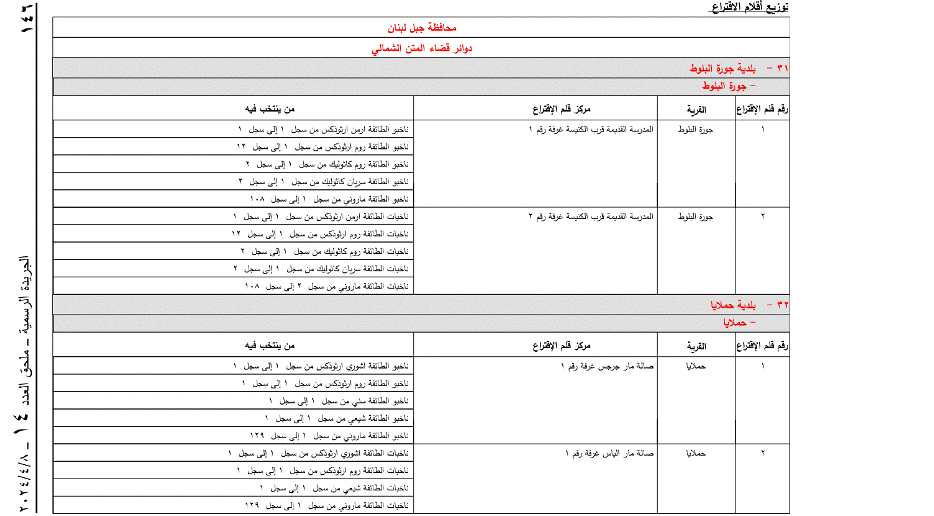 توزيع أقلام الإقتراع
محافظة جبل لبنان
دوائر قضاء المتن الشمالي
٣١ - بلدية جورة البلوط
- جورة البلوط
رقم قلم الإقتراع القرية مركز قلم الإقتراع من ينتخب فيه
١ جورة البلوط المدرسة القديمة قرب الكنيسة غرفة رقم ١ ناخبو الطائفة ارمن ارثوذكس من سجل ١ إلى سجل ١
ناخبو الطائفة روم ارثوذكس من سجل ١ إلى سجل ١٢
ناخبو الطائفة روم كاثوليك من سجل ١ إلى سجل ٢
ناخبو الطائفة سريان كاثوليك من سجل ١ إلى سجل ٢
ناخبو الطائفة ماروني من سجل ١ إلى سجل ١٠٨
٢ جورة البلوط المدرسة القديمة قرب الكنيسة غرفة رقم ٢ ناخبات الطائفة ارمن ارثوذكس من سجل ١ إلى سجل ١
ناخبات الطائفة روم ارثوذكس من سجل ١ إلى سجل ١٢
ناخبات الطائفة روم كاثوليك من سجل ١ إلى سجل ٢
ناخبات الطائفة سريان كاثوليك من سجل ١ إلى سجل ٢
ناخبات الطائفة ماروني من سجل ٢ إلى سجل ١٠٨
٣٢ - بلدية حملايا
- حملايا
رقم قلم الإقتراع القرية مركز قلم الإقتراع من ينتخب فيه
١ حملايا صالة مار جرجس غرفة رقم ١ ناخبو الطائفة اشوري ارثوذكس من سجل ١ إلى سجل ١
ناخبو الطائفة روم ارثوذكس من سجل ١ إلى سجل ١
ناخبو الطائفة سني من سجل ١ إلى سجل ١
ناخبو الطائفة شيعي من سجل ١ إلى سجل ١
ناخبو الطائفة ماروني من سجل ١ إلى سجل ١٢٩
٢ حملايا صالة مار الياس غرفة رقم ١ ناخبات الطائفة اشوري ارثوذكس من سجل ١ إلى سجل ١
ناخبات الطائفة روم ارثوذكس من سجل ١ إلى سجل ١
ناخبات الطائفة شيعي من سجل ١ إلى سجل ١
ناخبات الطائفة ماروني من سجل ١ إلى سجل ١٢٩
١٤٦
الجريدة الرسمية – ملحق العدد ١٤ – ٢٠٢٤/٤/٨